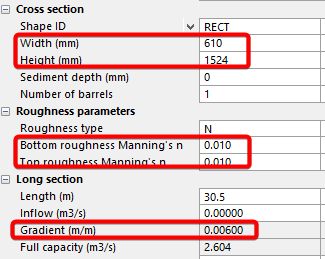 Cross section
Shape ID RECT
Width (mm) 610
Height (mm) 1524
Sediment depth (mm) 0
Number of barrels 1
Roughness parameters
Roughness type N
Bottom roughness Manning's n 0.010
Top roughness Manning's n 0.010
Long section
Length (m) 30.5
Inflow (m3/s) 0.00000
Gradient (m/m) 0.00600
Full capacity (m3/s) 2.604